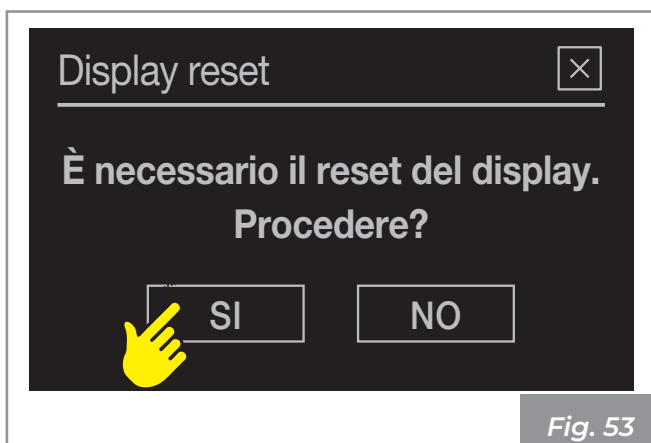 Display reset
È necessario il reset del display.
Procedere?
SI NO
Fig. 53